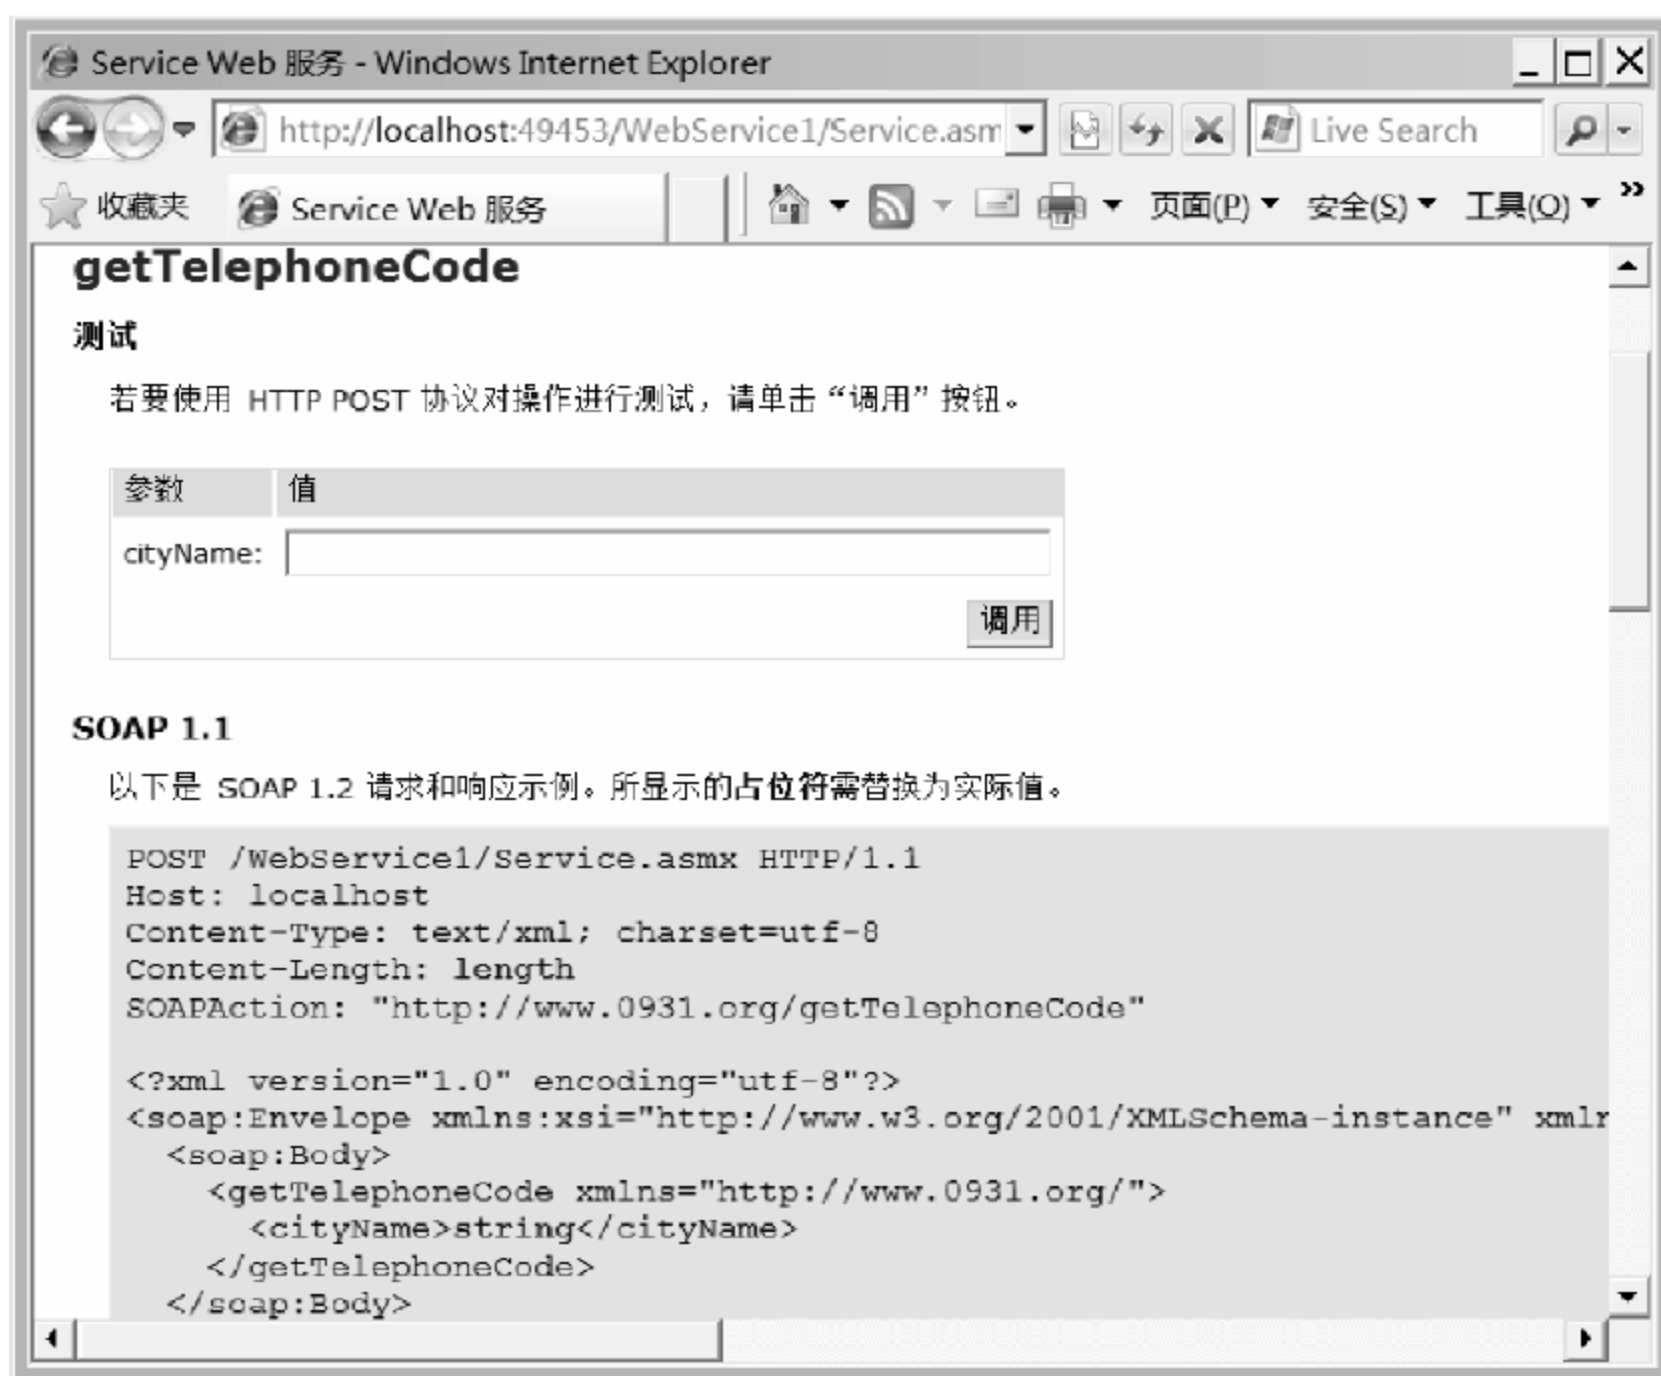 Service Web 服务 - Windows Internet Explorer
http://localhost:49453/WebService1/Service.asm
Live Search
收藏夹
Service Web 服务
页面(P)
安全(S)
工具(O)
»
getTelephoneCode
测试
若要使用 HTTP POST 协议对操作进行测试，请单击“调用”按钮。
参数 值
cityName:
调用
SOAP 1.1
以下是 SOAP 1.2 请求和响应示例。所显示的占位符需替换为实际值。
POST /WebService1/Service.asmx HTTP/1.1
Host: localhost
Content-Type: text/xml; charset=utf-8
Content-Length: length
SOAPAction: "http://www.0931.org/getTelephoneCode"
<?xml version="1.0" encoding="utf-8"?>
<soap:Envelope xmlns:xsi="http://www.w3.org/2001/XMLSchema-instance" xmlr
<soap:Body>
<getTelephoneCode xmlns="http://www.0931.org/">
<cityName>string</cityName>
</getTelephoneCode>
</soap:Body>